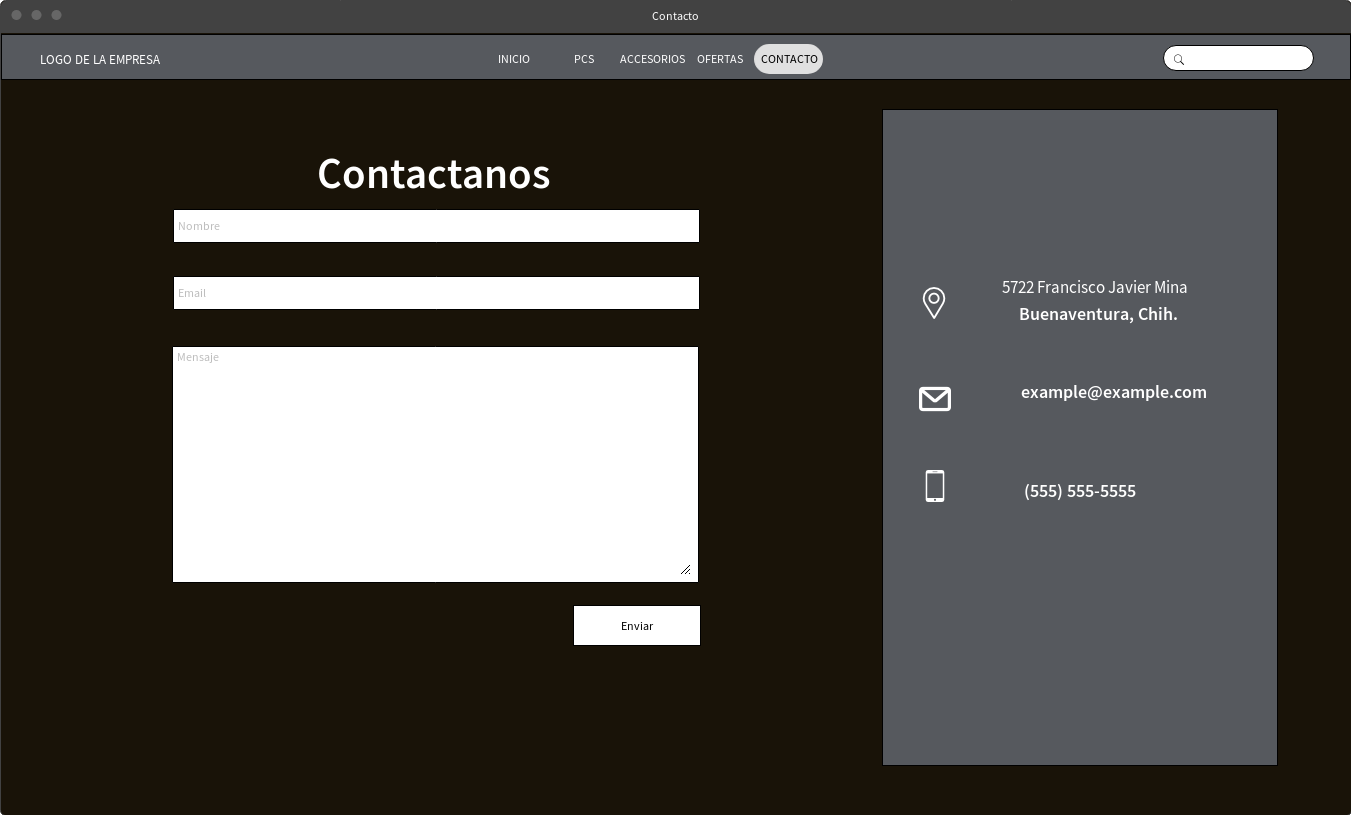 Contacto
LOGO DE LA EMPRESA
INICIO
PCS
ACCESORIOS
OFERTAS
CONTACTO
Contactanos
Nombre
Email
Mensaje
Enviar
5722 Francisco Javier Mina
Buenaventura, Chih.
example@example.com
(555) 555-5555